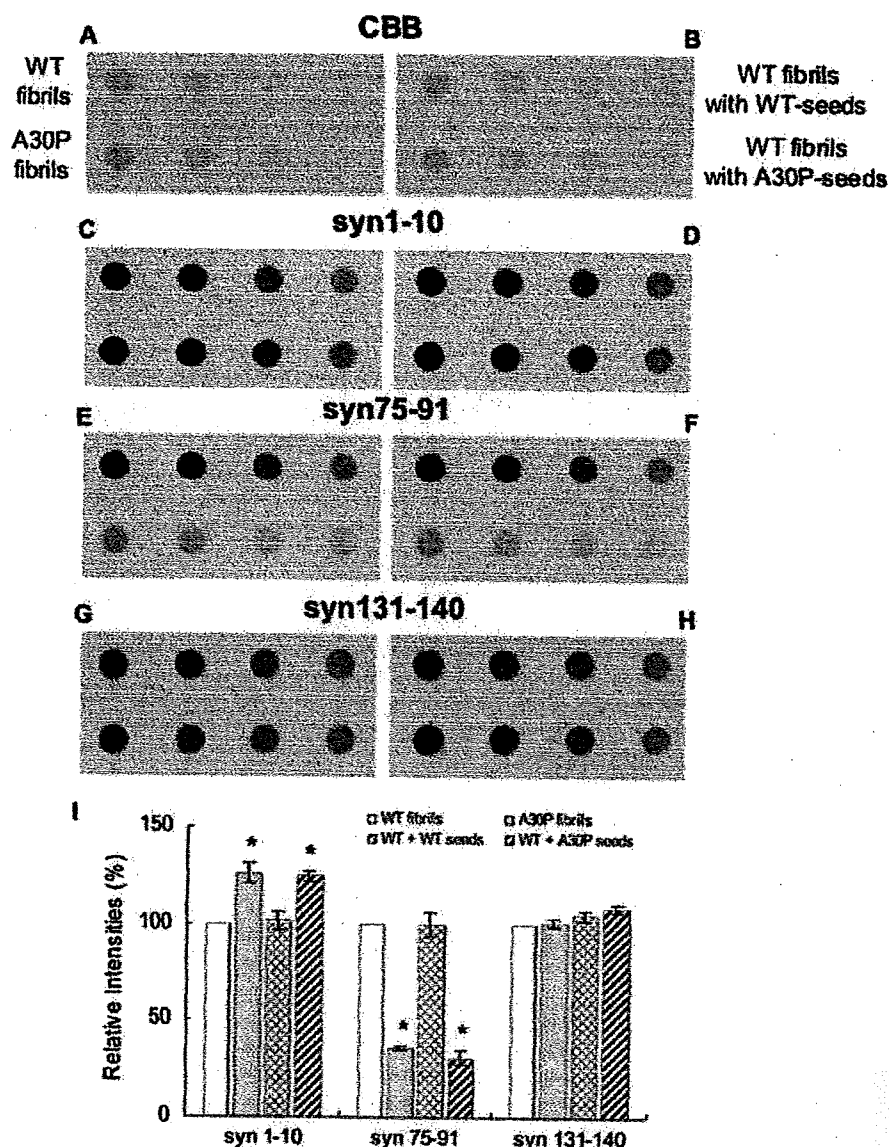 A CBB B
WT
fibrils
A30P
fibrils
WT fibrils
with WT-seeds
WT fibrils
with A30P-seeds
C syn1-10 D
E syn75-91 F
G syn131-140 H
I
Relative Intensities (%)
150
100
50
0
WT fibrils A30P fibrils
WT + WT seeds WT + A30P seeds
* *
* *
syn 1-10 syn 75-91 syn 131-140